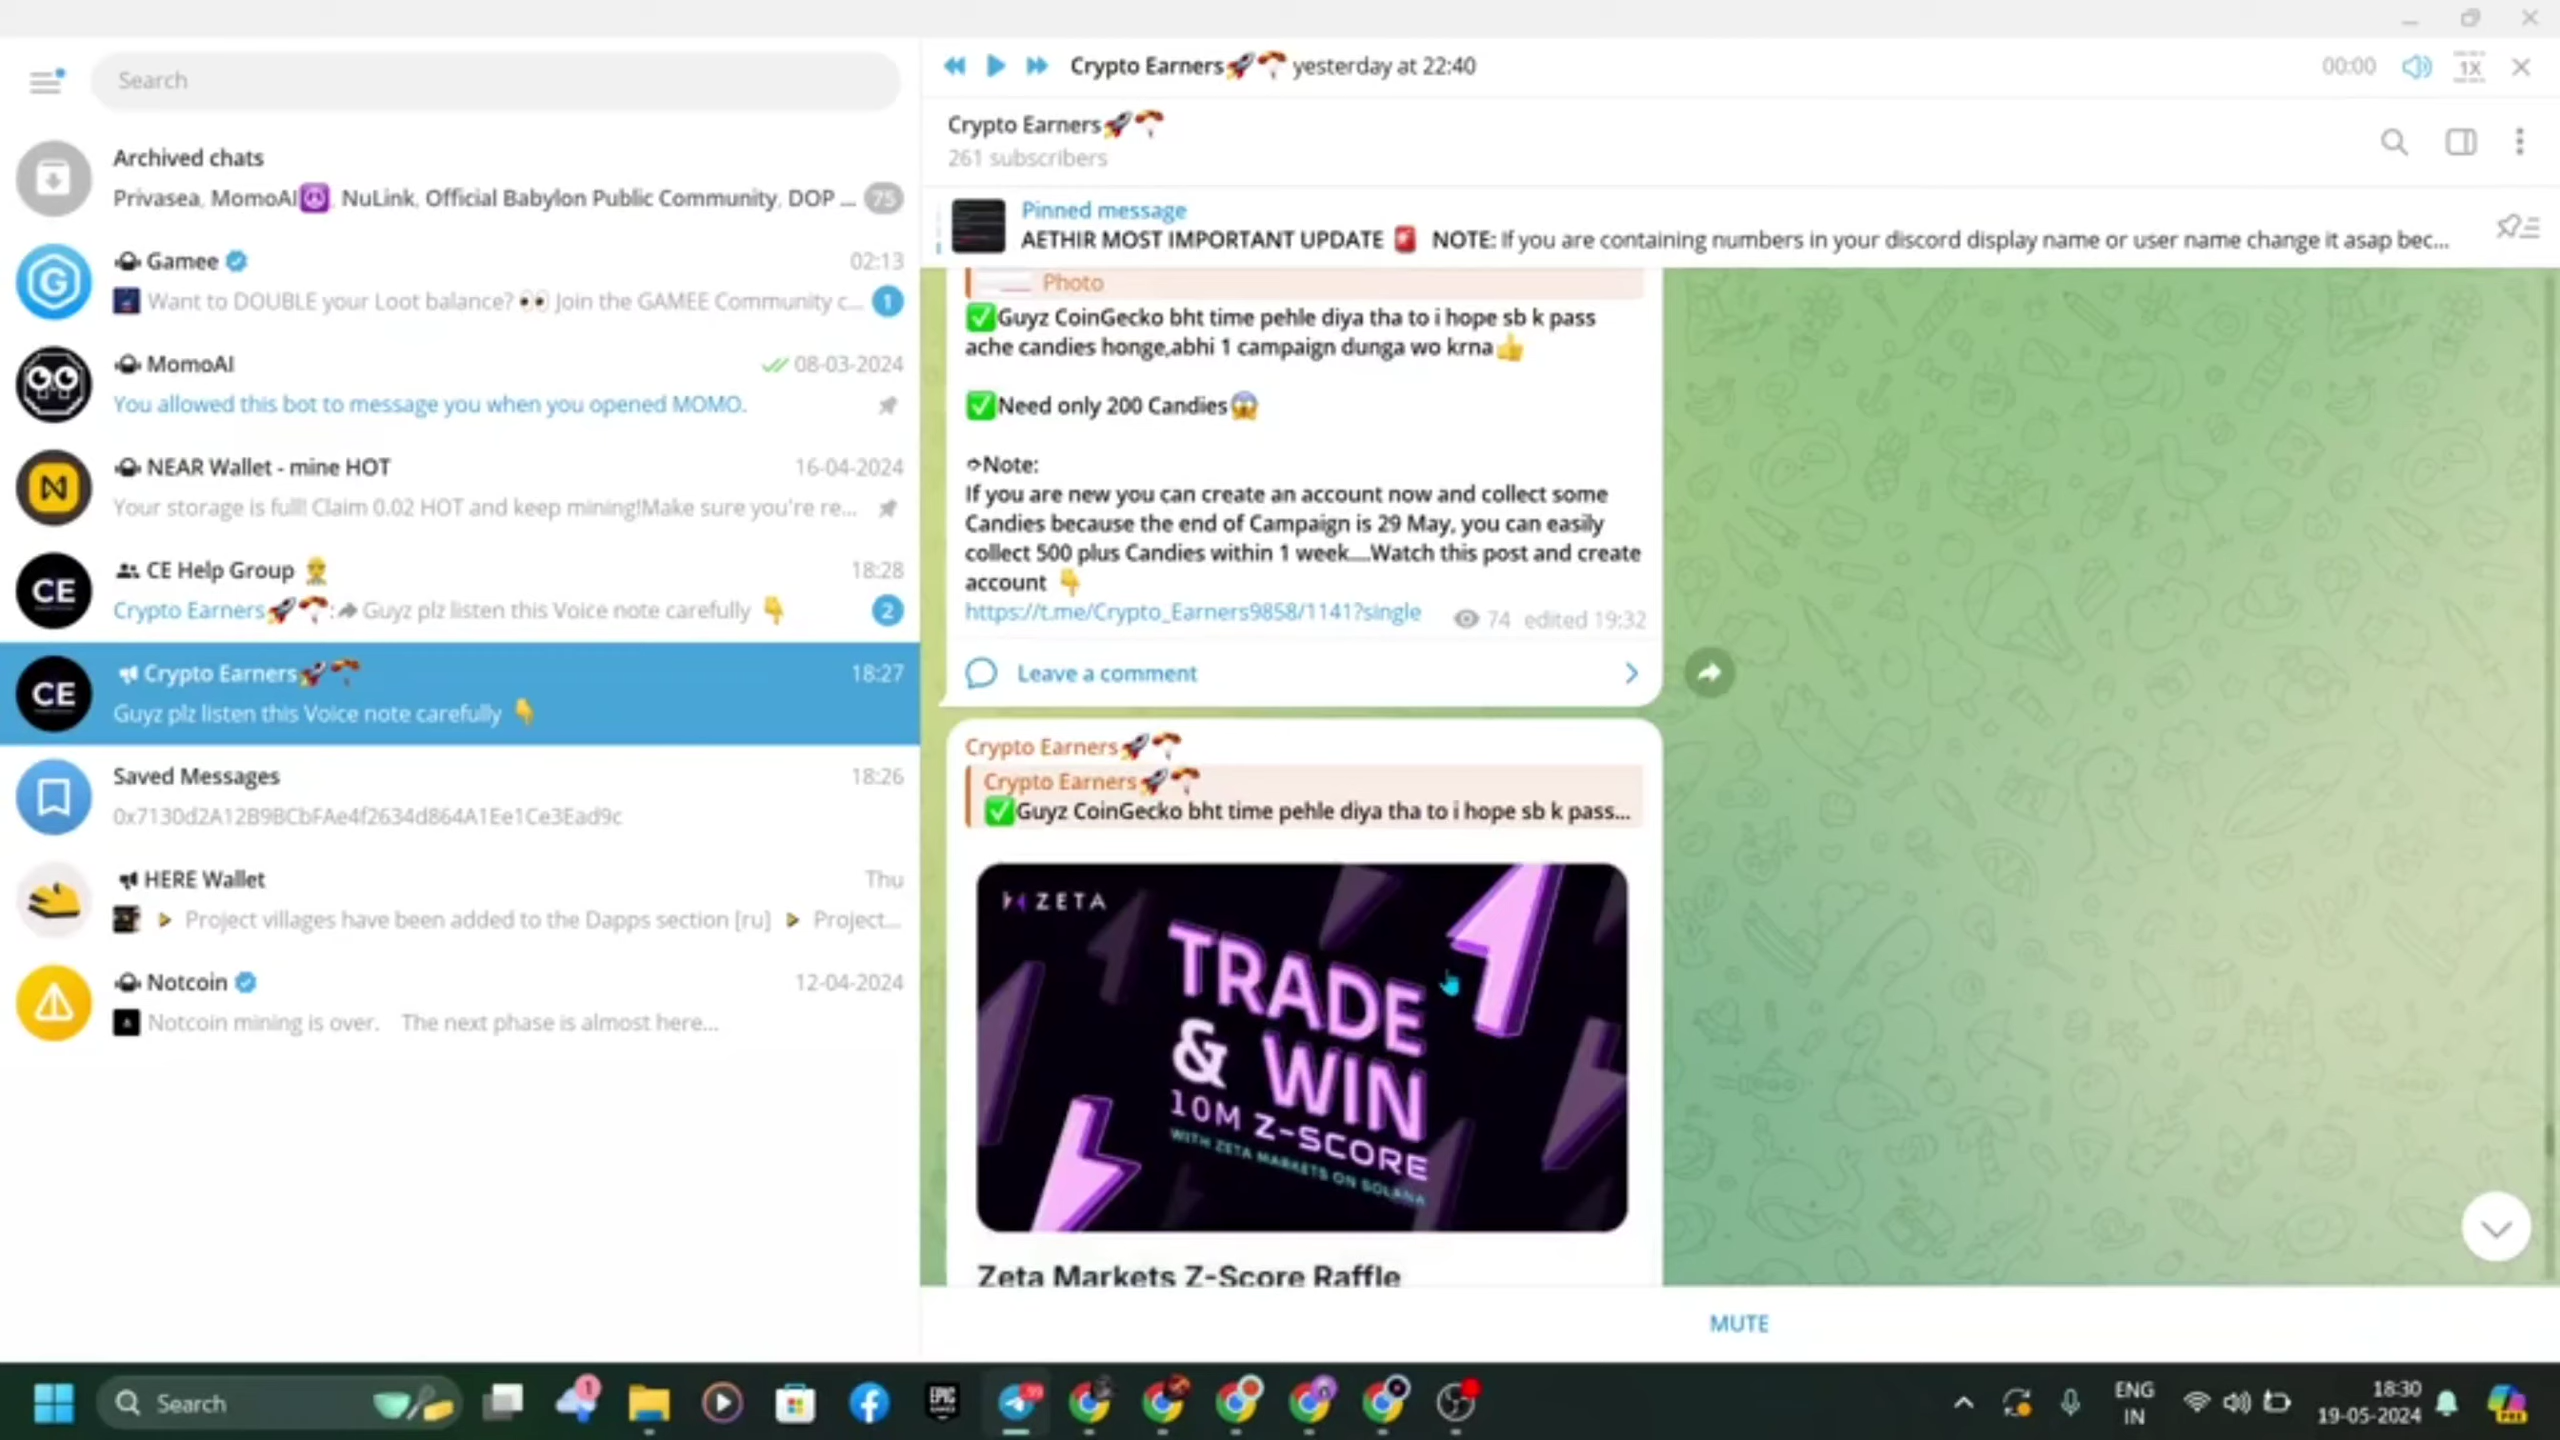 Search
Archived chats
Privasea, MomoAI😈 NuLink, Official Babylon Public Community, DOP ... 75
Gamee 02:13
Want to DOUBLE your Loot balance? 👀 Join the GAMEE Community c... 1
MomoAI 08-03-2024
You allowed this bot to message you when you opened MOMO.
NEAR Wallet - mine HOT 16-04-2024
Your storage is full! Claim 0.02 HOT and keep mining!Make sure you're re...
CE
CE Help Group 👷 18:28
Crypto Earners🚀🪂: Guyz plz listen this Voice note carefully 👇 2
CE
Crypto Earners🚀🪂 18:27
Guyz plz listen this Voice note carefully 👇
Saved Messages 18:26
0x7130d2A12B9BCbFAe4f2634d864A1Ee1Ce3Ead9c
HERE Wallet Thu
Project villages have been added to the Dapps section [ru] Project...
Notcoin 12-04-2024
Notcoin mining is over. The next phase is almost here...
Crypto Earners🚀🪂 yesterday at 22:40 00:00 1X
Crypto Earners🚀🪂
261 subscribers
Pinned message
AETHIR MOST IMPORTANT UPDATE 🚨 NOTE: If you are containing numbers in your discord display name or user name change it asap bec...
Photo
✅Guyz CoinGecko bht time pehle diya tha to i hope sb k pass
ache candies honge,abhi 1 campaign dunga wo krna👍
✅Need only 200 Candies😱
Note:
If you are new you can create an account now and collect some
Candies because the end of Campaign is 29 May, you can easily
collect 500 plus Candies within 1 week....Watch this post and create
account 👇
https://t.me/Crypto_Earners9858/1141?single 74 edited 19:32
Leave a comment
Crypto Earners🚀🪂
Crypto Earners🚀🪂
✅Guyz CoinGecko bht time pehle diya tha to i hope sb k pass...
ZETA
TRADE
& WIN
10M Z-SCORE
WITH ZETA MARKETS ON SOLANA
Zeta Markets Z-Score Raffle
MUTE
Search
1
EPIC
99
ENG
IN
18:30
19-05-2024
PRE